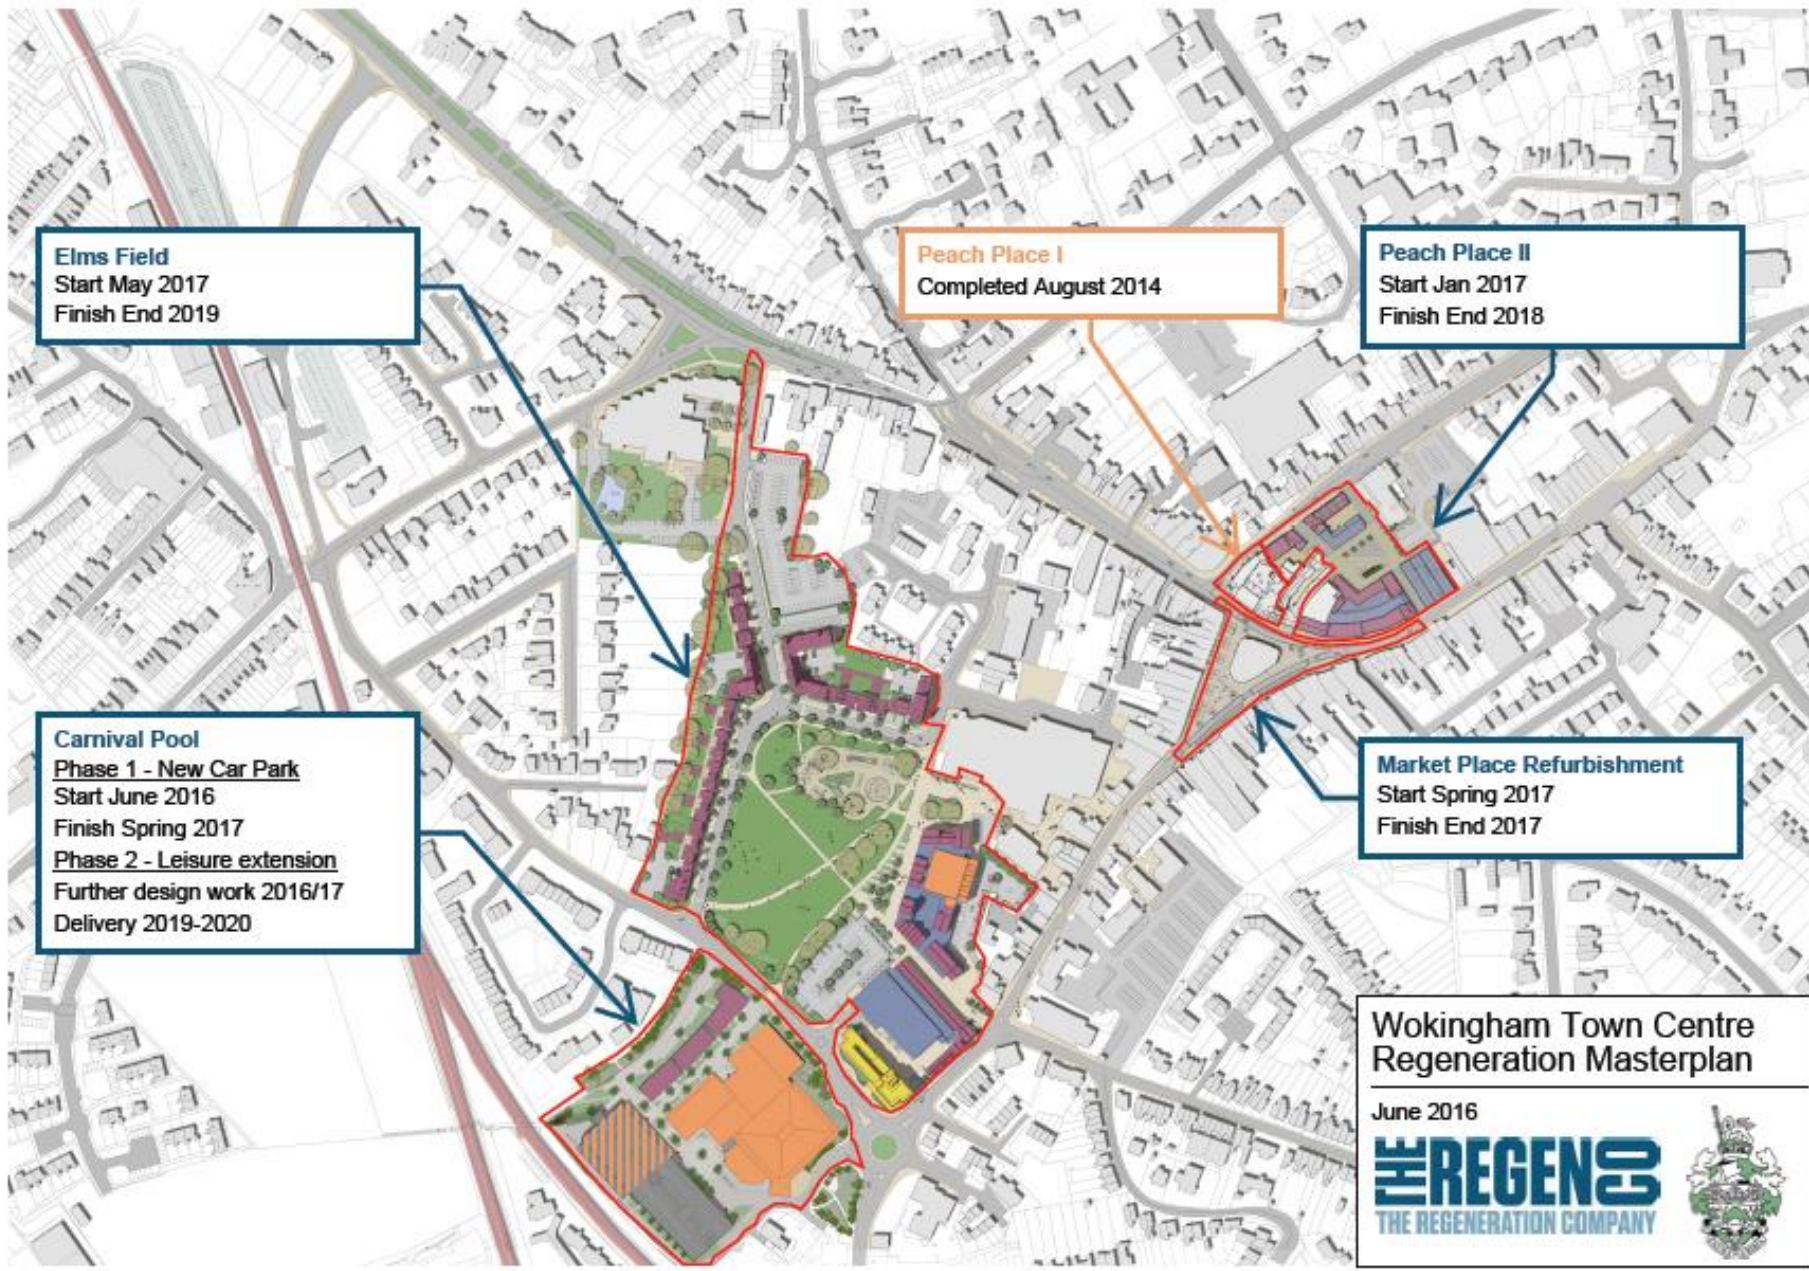 Elms Field
Start May 2017
Finish End 2019
Peach Place I
Completed August 2014
Peach Place II
Start Jan 2017
Finish End 2018
Carnival Pool
Phase 1 - New Car Park
Start June 2016
Finish Spring 2017
Phase 2 - Leisure extension
Further design work 2016/17
Delivery 2019-2020
Market Place Refurbishment
Start Spring 2017
Finish End 2017
Wokingham Town Centre
Regeneration Masterplan
June 2016
THE REGENCO
THE REGENERATION COMPANY